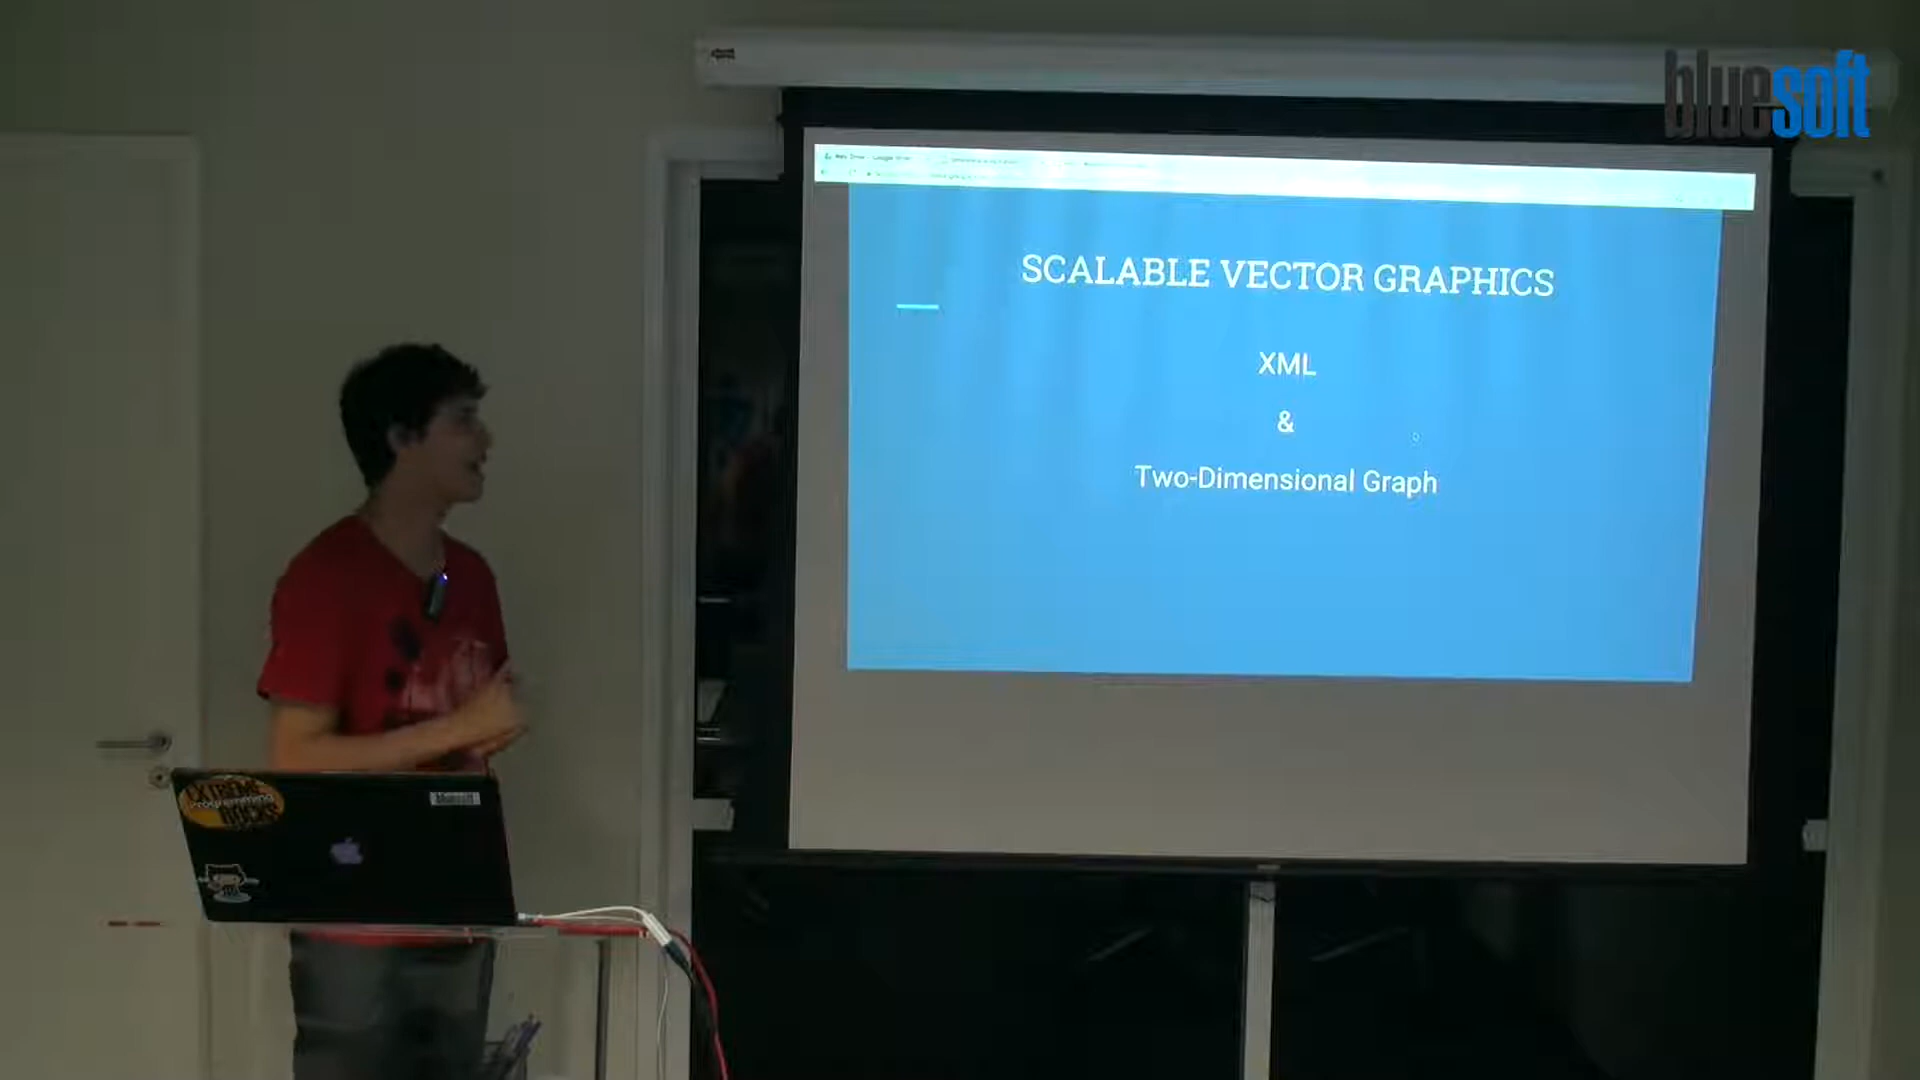 bluesoft
SCALABLE VECTOR GRAPHICS
XML
&
Two-Dimensional Graph
EXTREME
Programming
ROCKS